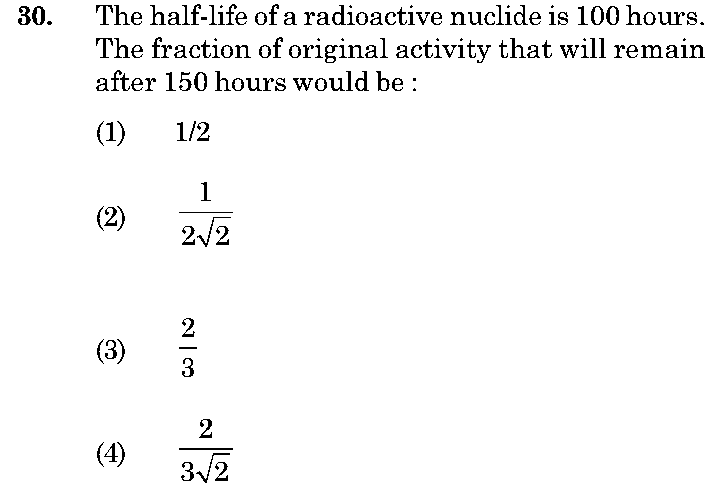 30. The half-life of a radioactive nuclide is 100 hours.
The fraction of original activity that will remain
after 150 hours would be :
(1) 1/2
(2) 1/(2√2)
(3) 2/3
(4) 2/(3√2)